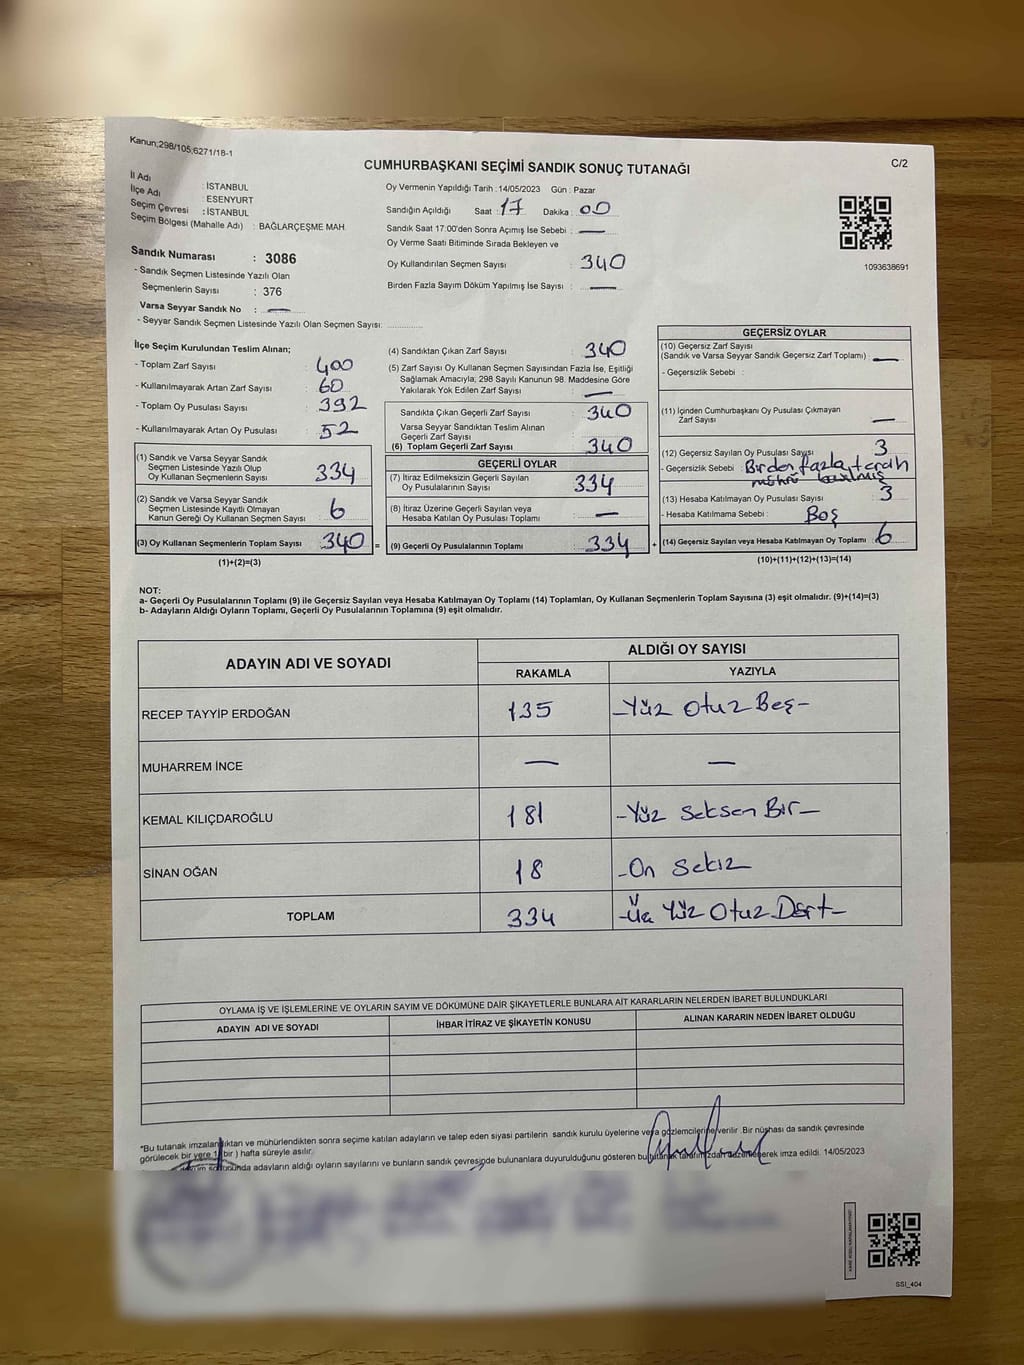 Kanun;298/105;6271/18-1
CUMHURBAŞKANI SEÇİMİ SANDIK SONUÇ TUTANAĞI
C/2
İl Adı : İSTANBUL
İlçe Adı : ESENYURT
Seçim Çevresi : İSTANBUL
Seçim Bölgesi (Mahalle Adı) : BAĞLARÇEŞME MAH.
Sandık Numarası : 3086
- Sandık Seçmen Listesinde Yazılı Olan
Seçmenlerin Sayısı : 376
Varsa Seyyar Sandık No : —
- Seyyar Sandık Seçmen Listesinde Yazılı Olan Seçmen Sayısı: ..............
Oy Vermenin Yapıldığı Tarih : 14/05/2023 Gün : Pazar
Sandığın Açıldığı Saat : 17 Dakika : 00
Sandık Saat 17:00'den Sonra Açımış İse Sebebi : —
Oy Verme Saati Bitiminde Sırada Bekleyen ve
Oy Kullandırılan Seçmen Sayısı : 340
Birden Fazla Sayım Döküm Yapılmış İse Sayısı : —
1093638691
İlçe Seçim Kurulundan Teslim Alınan;
- Toplam Zarf Sayısı : 400
- Kullanılmayarak Artan Zarf Sayısı : 60
- Toplam Oy Pusulası Sayısı : 392
- Kullanılmayarak Artan Oy Pusulası : 52
(1) Sandık ve Varsa Seyyar Sandık
Seçmen Listesinde Yazılı Olup
Oy Kullanan Seçmenlerin Sayısı : 334
(2) Sandık ve Varsa Seyyar Sandık
Seçmen Listesinde Kayıtlı Olmayan
Kanun Gereği Oy Kullanan Seçmen Sayısı : 6
(3) Oy Kullanan Seçmenlerin Toplam Sayısı : 340 =
(1)+(2)=(3)
(4) Sandıktan Çıkan Zarf Sayısı : 340
(5) Zarf Sayısı Oy Kullanan Seçmen Sayısından Fazla İse, Eşitliği
Sağlamak Amacıyla; 298 Sayılı Kanunun 98. Maddesine Göre
Yakılarak Yok Edilen Zarf Sayısı : —
Sandıkta Çıkan Geçerli Zarf Sayısı : 340
Varsa Seyyar Sandıktan Teslim Alınan
Geçerli Zarf Sayısı :
(6) Toplam Geçerli Zarf Sayısı : 340
GEÇERLİ OYLAR
(7) İtiraz Edilmeksizin Geçerli Sayılan
Oy Pusulalarının Sayısı : 334
(8) İtiraz Üzerine Geçerli Sayılan veya
Hesaba Katılan Oy Pusulası Toplamı : —
(9) Geçerli Oy Pusulalarının Toplamı : 334 +
GEÇERSİZ OYLAR
(10) Geçersiz Zarf Sayısı
(Sandık ve Varsa Seyyar Sandık Geçersiz Zarf Toplamı) : —
- Geçersizlik Sebebi :
(11) İçinden Cumhurbaşkanı Oy Pusulası Çıkmayan
Zarf Sayısı : —
(12) Geçersiz Sayılan Oy Pusulası Sayısı : 3
- Geçersizlik Sebebi : Birden fazla tercih
mührü basılmış
(13) Hesaba Katılmayan Oy Pusulası Sayısı : 3
- Hesaba Katılmama Sebebi : Boş
(14) Geçersiz Sayılan veya Hesaba Katılmayan Oy Toplamı : 6
(10)+(11)+(12)+(13)=(14)
NOT:
a- Geçerli Oy Pusulalarının Toplamı (9) ile Geçersiz Sayılan veya Hesaba Katılmayan Oy Toplamı (14) Toplamları, Oy Kullanan Seçmenlerin Toplam Sayısına (3) eşit olmalıdır. (9)+(14)=(3)
b- Adayların Aldığı Oyların Toplamı, Geçerli Oy Pusulalarının Toplamına (9) eşit olmalıdır.
ADAYIN ADI VE SOYADI ALDIĞI OY SAYISI
RAKAMLA YAZIYLA
RECEP TAYYİP ERDOĞAN 135 -Yüz Otuz Beş-
MUHARREM İNCE — —
KEMAL KILIÇDAROĞLU 181 -Yüz Seksen Bir-
SİNAN OĞAN 18 -On Sekiz
TOPLAM 334 -Üç Yüz Otuz Dört-
OYLAMA İŞ VE İŞLEMLERİNE VE OYLARIN SAYIM VE DÖKÜMÜNE DAİR ŞİKAYETLERLE BUNLARA AİT KARARLARIN NELERDEN İBARET BULUNDUKLARI
ADAYIN ADI VE SOYADI İHBAR İTİRAZ VE ŞİKAYETİN KONUSU ALINAN KARARIN NEDEN İBARET OLDUĞU
"Bu tutanak imzalandıktan ve mühürlendikten sonra seçime katılan adayların ve talep eden siyasi partilerin sandık kurulu üyelerine veya gözlemcilerine verilir. Bir nüshası da sandık çevresinde
görülecek bir yere 1( bir ) hafta süreyle asılır.
sonucunda adayların aldığı oyların sayılarını ve bunların sandık çevresinde bulunanlara duyurulduğunu gösteren bu tutanak tarafımızdan düzenlenerek imza edildi. 14/05/2023
SSI_404